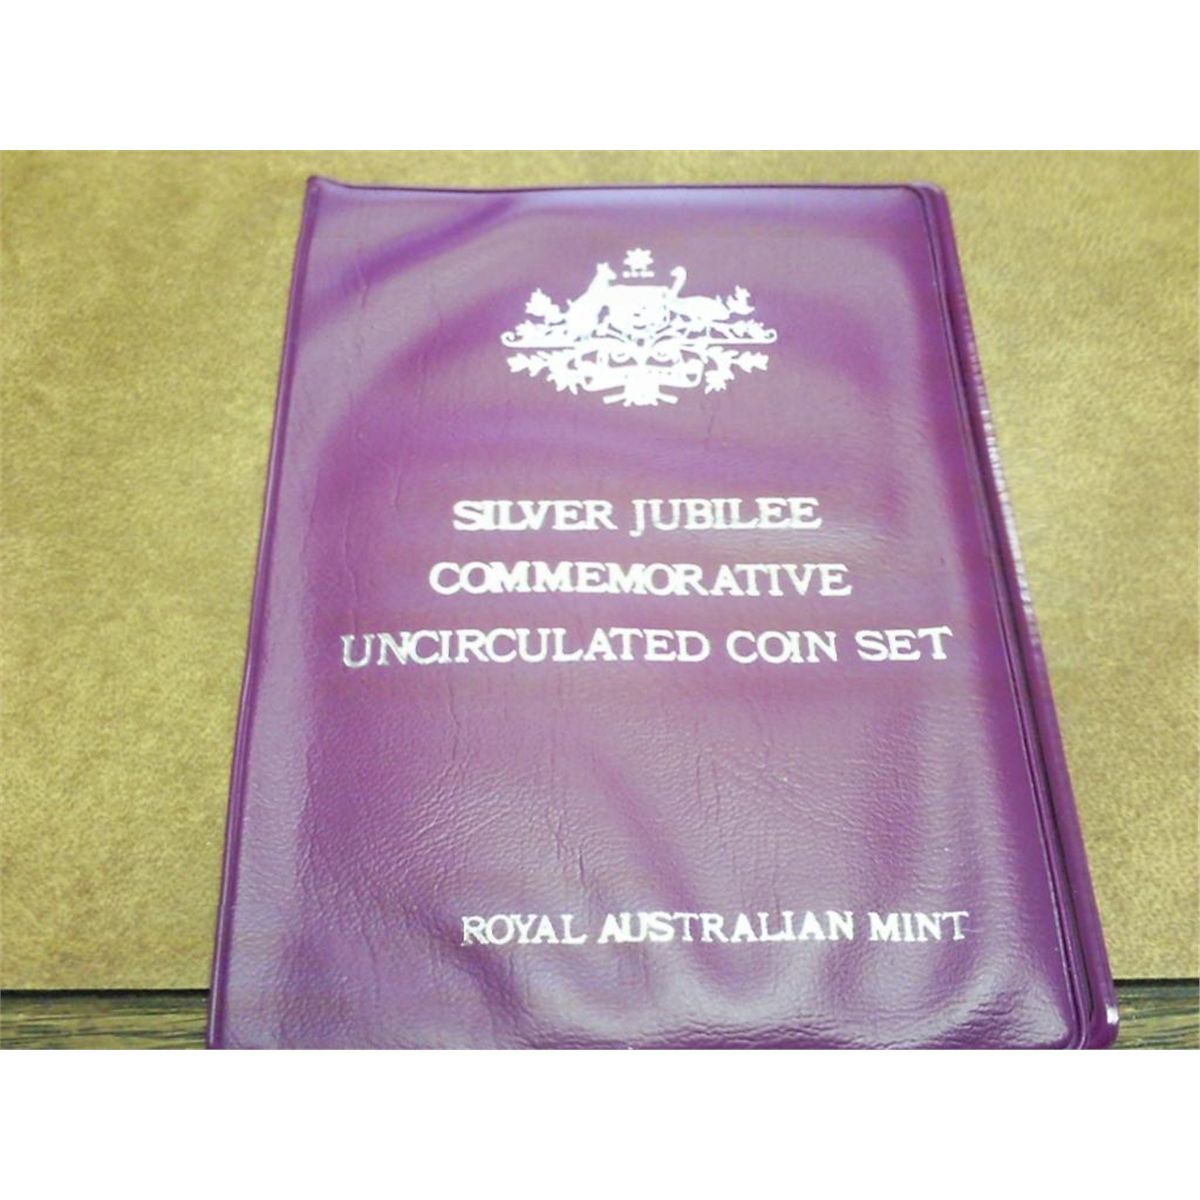 SILVER JUBILEE
COMMEMORATIVE
UNCIRCULATED COIN SET
ROYAL AUSTRALIAN MINT